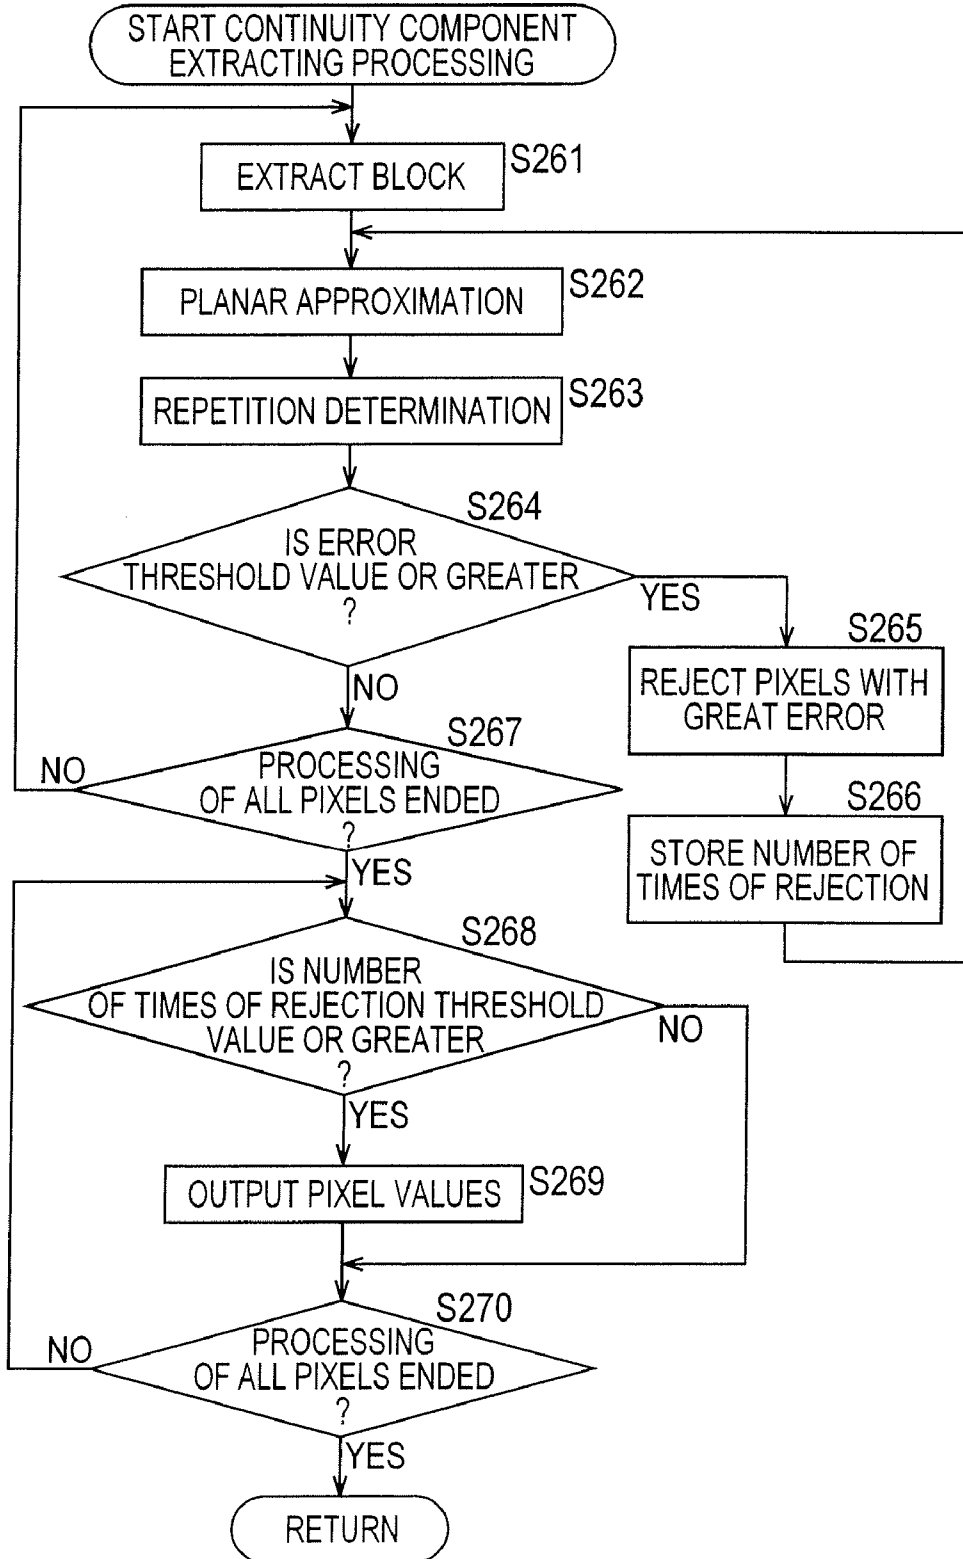 START CONTINUITY COMPONENT
EXTRACTING PROCESSING
EXTRACT BLOCK
S261
PLANAR APPROXIMATION
S262
REPETITION DETERMINATION
S263
S264
IS ERROR
THRESHOLD VALUE OR GREATER
?
YES
NO
S265
REJECT PIXELS WITH
GREAT ERROR
S266
STORE NUMBER OF
TIMES OF REJECTION
S267
PROCESSING
OF ALL PIXELS ENDED
?
NO
YES
S268
IS NUMBER
OF TIMES OF REJECTION THRESHOLD
VALUE OR GREATER
?
NO
YES
OUTPUT PIXEL VALUES
S269
S270
PROCESSING
OF ALL PIXELS ENDED
?
NO
YES
RETURN